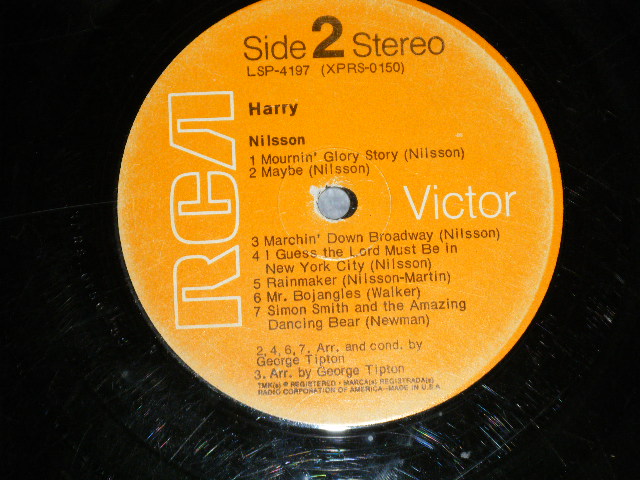 Side 2 Stereo
LSP-4197 (XPRS-0150)
Harry
Nilsson
1 Mournin' Glory Story (Nilsson)
2 Maybe (Nilsson)
RCA
Victor
3 Marchin' Down Broadway (Nilsson)
4 I Guess the Lord Must Be in
New York City (Nilsson)
5 Rainmaker (Nilsson-Martin)
6 Mr. Bojangles (Walker)
7 Simon Smith and the Amazing
Dancing Bear (Newman)
2, 4, 6, 7. Arr. and cond. by
George Tipton
3. Arr. by George Tipton
TMK(s) ® REGISTERED • MARCA(s) REGISTRADA(s)
RADIO CORPORATION OF AMERICA—MADE IN U.S.A.